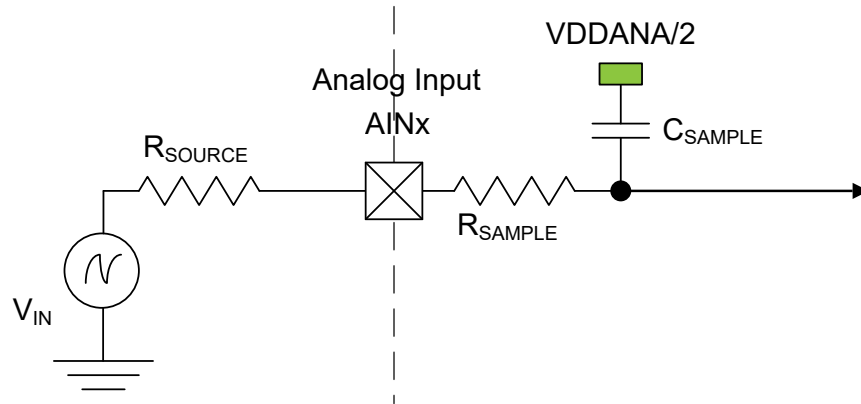 VDDANA/2
Analog Input
AINx
CSAMPLE
RSOURCE
RSAMPLE
VIN